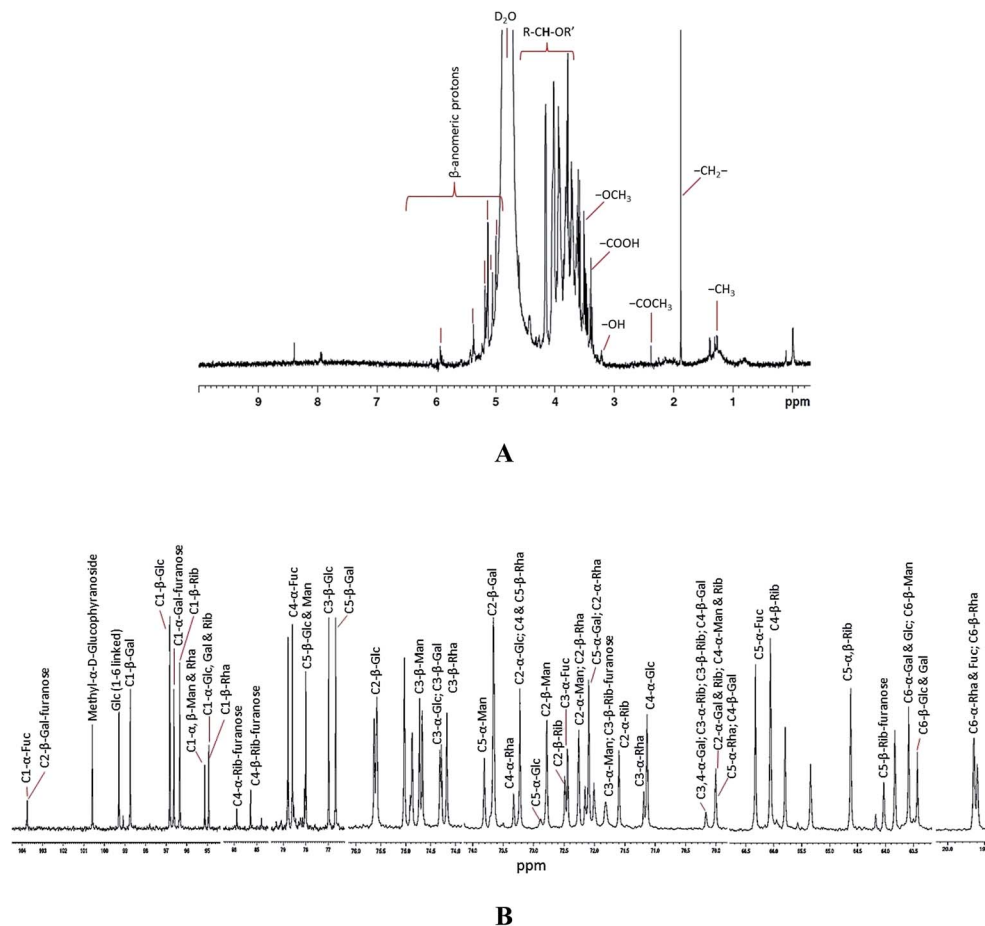 A
D₂O
R-CH-OR'
β-anomeric protons
−OCH₃
−COOH
−OH
−COCH₃
−CH₂−
−CH₃
9 8 7 6 5 4 3 2 1 ppm
A
C1-α-Fuc
C2-β-Gal-furanose
Methyl-α-D-Glucophyranoside
Glc (1-6 linked)
C1-β-Gal
C1-β-Glc
C1-α-Gal-furanose
C1-β-Rib
C1-α, β-Man & Rha
C1-α-Glc, Gal & Rib
C1-β-Rha
C4-α-Rib-furanose
C4-β-Rib-furanose
C4-α-Fuc
C5-β-Glc & Man
C3-β-Glc
C5-β-Gal
C2-β-Glc
C3-β-Man
C3-α-Glc; C3-β-Gal
C3-β-Rha
C5-α-Man
C2-β-Gal
C4-α-Rha
C2-α-Glc; C4 & C5-β-Rha
C5-α-Glc
C2-β-Man
C2-β-Rib
C3-α-Fuc
C2-α-Man; C2-β-Rha
C5-α-Gal; C2-α-Rha
C3-α-Man; C3-β-Rib-furanose
C2-α-Rib
C3-α-Rha
C4-α-Glc
C3,4-α-Gal; C3-α-Rib; C3-β-Rib; C4-β-Gal
C2-α-Gal & Rib; C4-α-Man & Rib
C5-α-Rha; C4-β-Gal
C5-α-Fuc
C4-β-Rib
C5-α,β-Rib
C5-β-Rib-furanose
C6-α-Gal & Glc; C6-β-Man
C6-β-Glc & Gal
C6-α-Rha & Fuc; C6-β-Rha
ppm
B